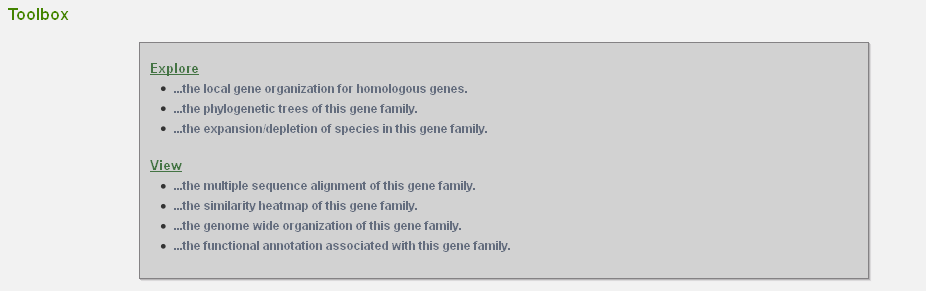 Toolbox
Explore
...the local gene organization for homologous genes.
...the phylogenetic trees of this gene family.
...the expansion/depletion of species in this gene family.
View
...the multiple sequence alignment of this gene family.
...the similarity heatmap of this gene family.
...the genome wide organization of this gene family.
...the functional annotation associated with this gene family.